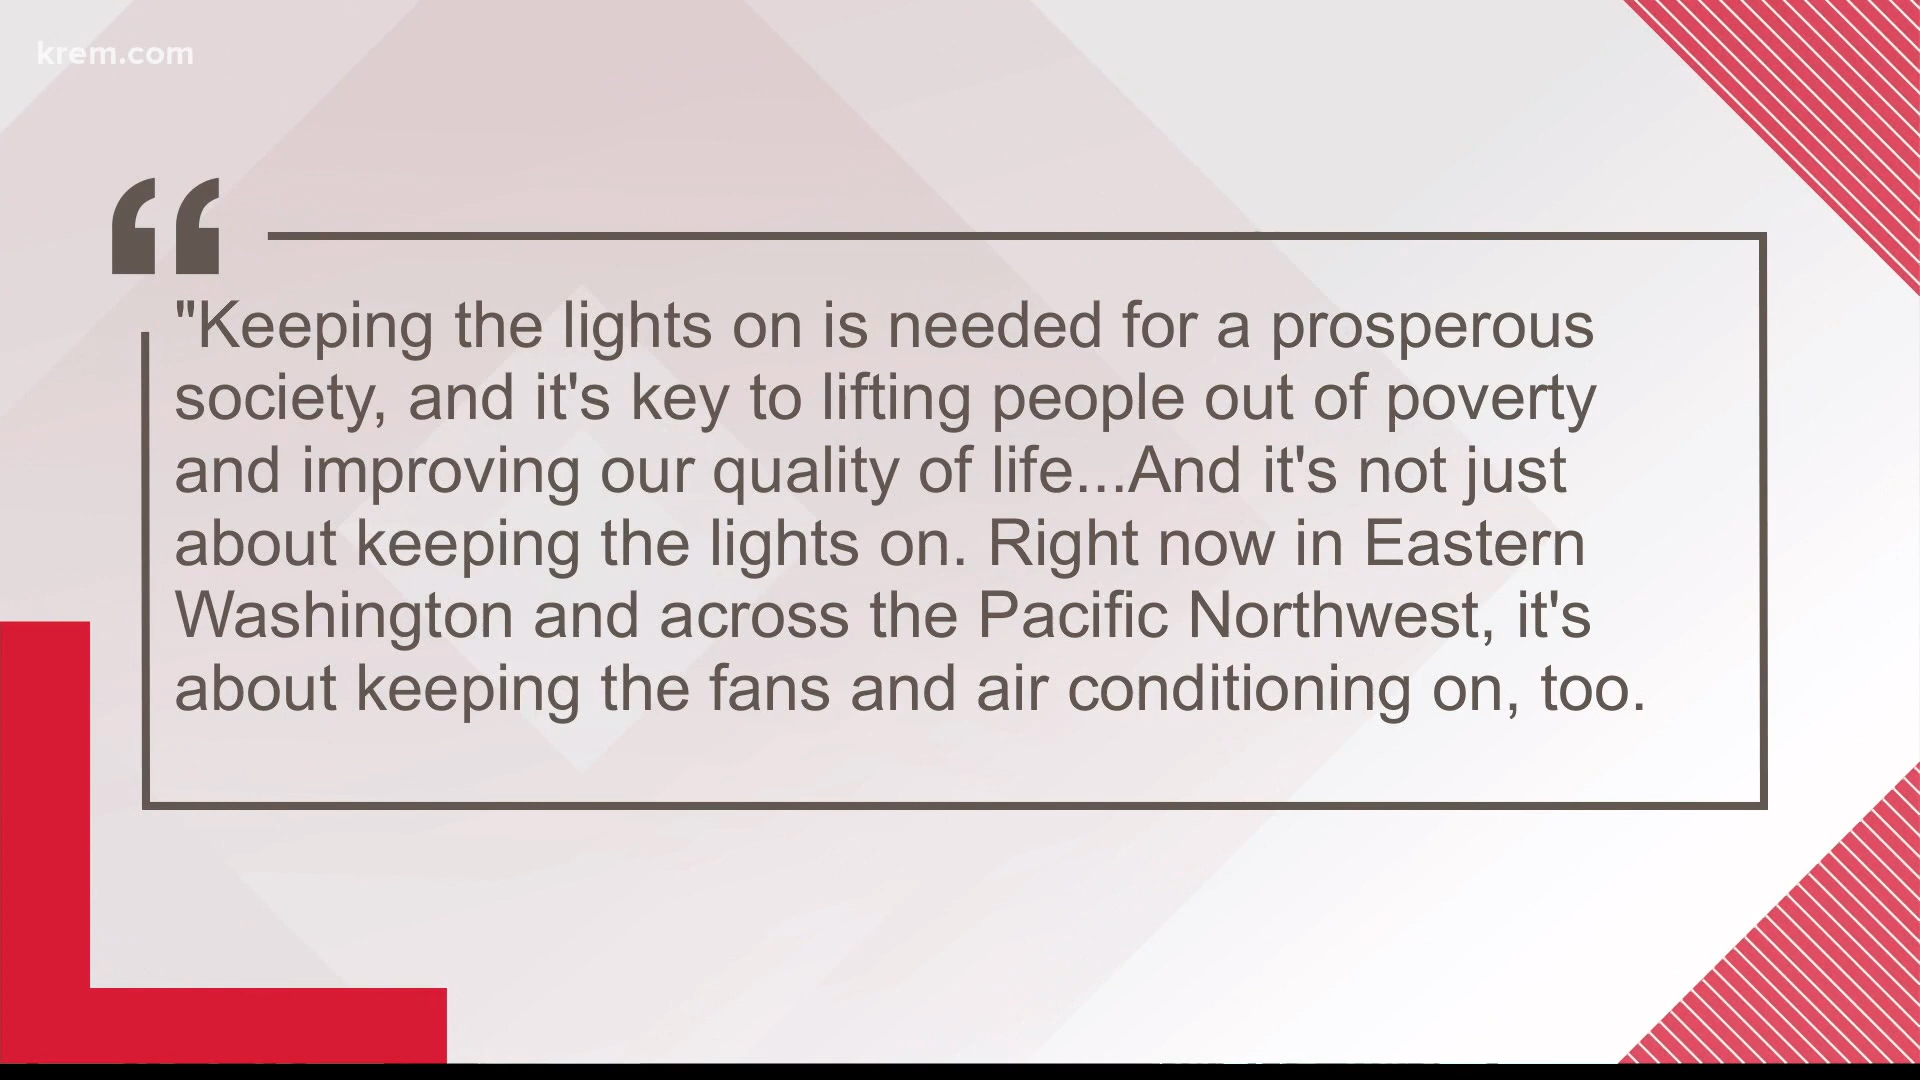 krem.com
"Keeping the lights on is needed for a prosperous
society, and it's key to lifting people out of poverty
and improving our quality of life...And it's not just
about keeping the lights on. Right now in Eastern
Washington and across the Pacific Northwest, it's
about keeping the fans and air conditioning on, too.